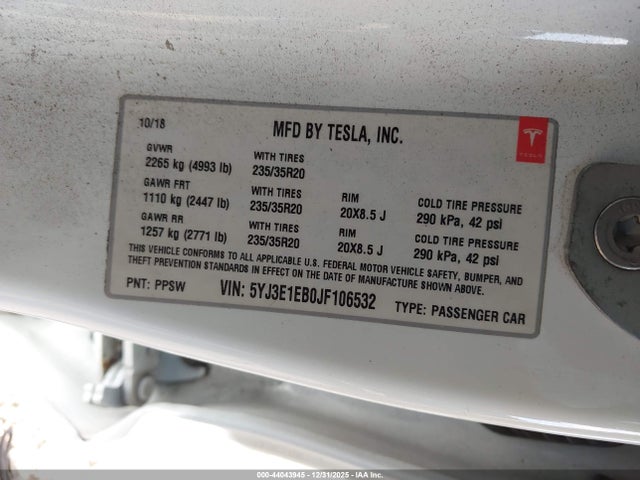 10/18 MFD BY TESLA, INC.
TESLA
GVWR WITH TIRES
2265 kg (4993 lb) 235/35R20
GAWR FRT WITH TIRES RIM COLD TIRE PRESSURE
1110 kg (2447 lb) 235/35R20 20X8.5 J 290 kPa, 42 psi
GAWR RR WITH TIRES RIM COLD TIRE PRESSURE
1257 kg (2771 lb) 235/35R20 20X8.5 J 290 kPa, 42 psi
THIS VEHICLE CONFORMS TO ALL APPLICABLE U.S. FEDERAL MOTOR VEHICLE SAFETY, BUMPER, AND
THEFT PREVENTION STANDARDS IN EFFECT ON THE DATE OF MANUFACTURE SHOWN ABOVE.
PNT: PPSW VIN: 5YJ3E1EB0JF106532 TYPE: PASSENGER CAR
000-44043945 - 12/31/2025 - IAA Inc.